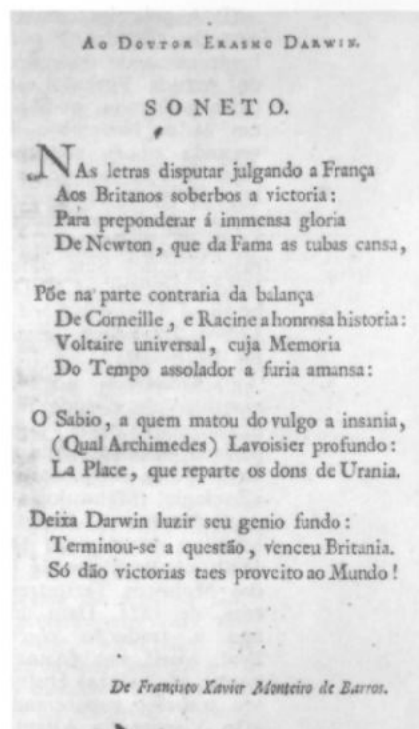 AO DOUTOR ERASMO DARWIN.
SONETO.
NAs letras disputar julgando a França
Aos Britanos soberbos a victoria:
Para preponderar á immensa gloria
De Newton, que da Fama as tubas cansa,
Põe na parte contraria da balança
De Corneille, e Racine a honrosa historia:
Voltaire universal, cuja Memoria
Do Tempo assolador a furia amansa:
O Sabio, a quem matou do vulgo a insania,
(Qual Archimedes) Lavoisier profundo:
La Place, que reparte os dons de Urania.
Deixa Darwin luzir seu genio fundo:
Terminou-se a questão, venceu Britania.
Só dão victorias taes proveito ao Mundo!
De Francisco Xavier Monteiro de Barros.